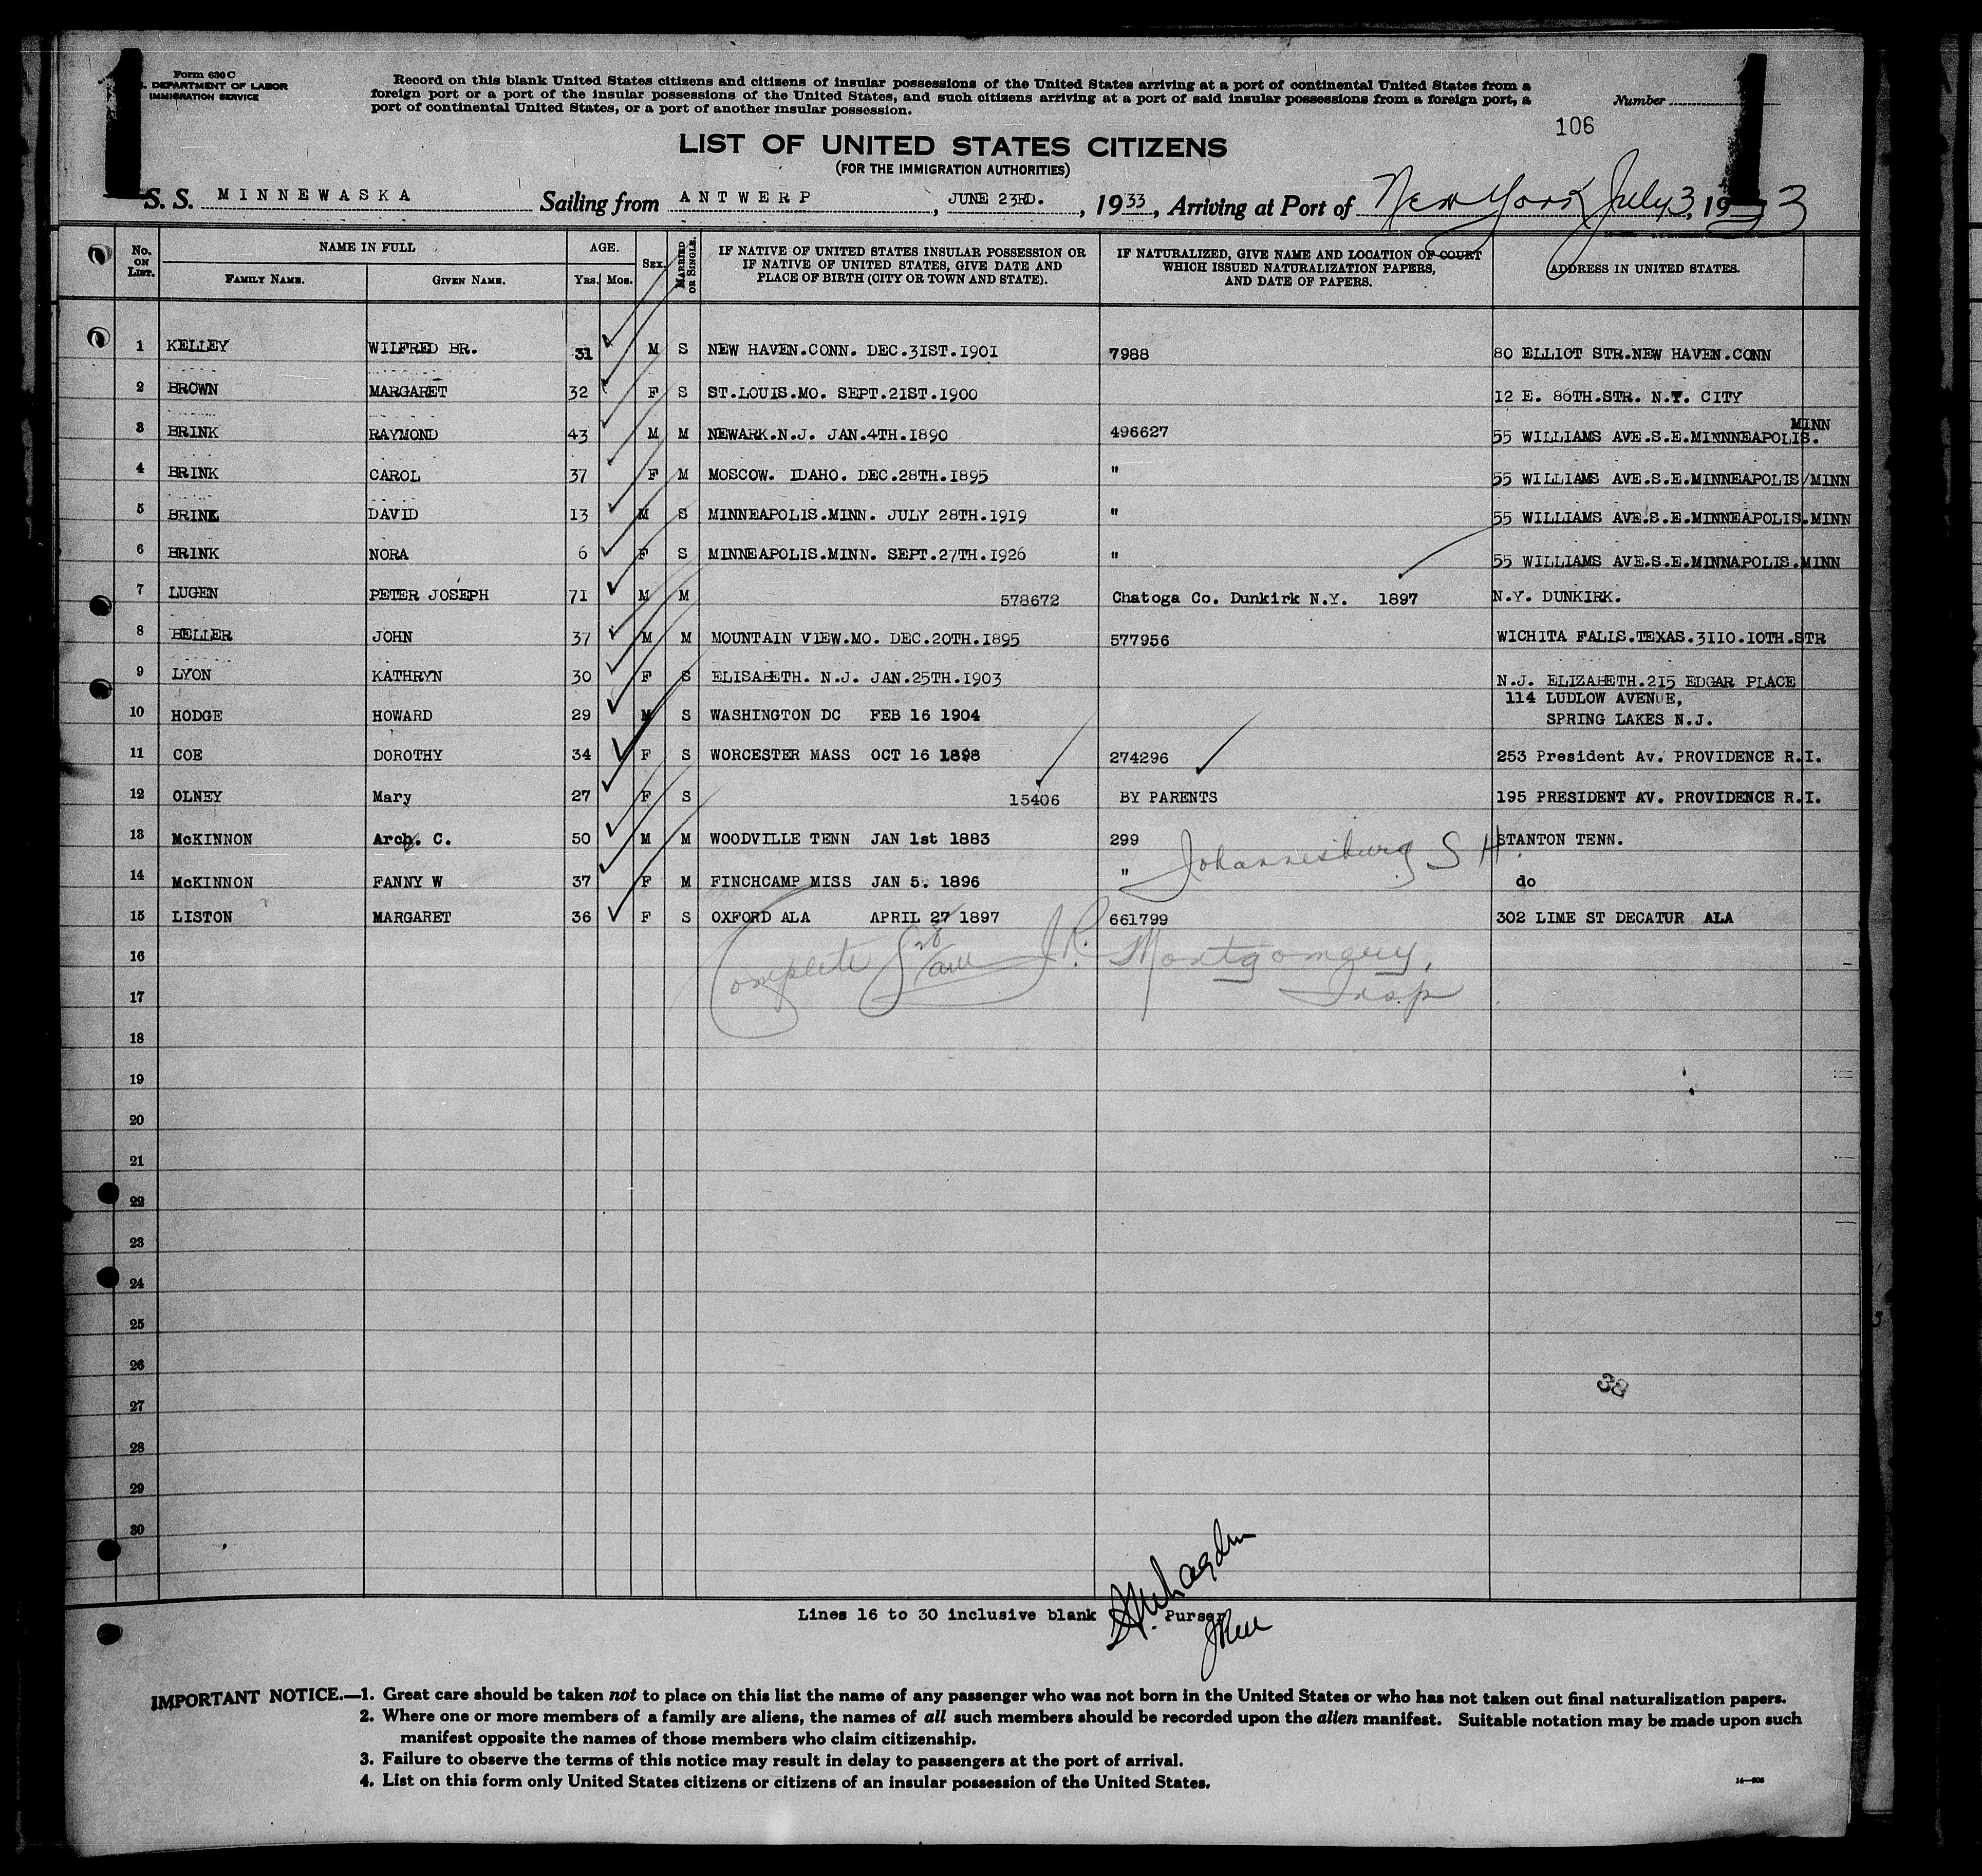 1
1
Form 630 C
. DEPARTMENT OF LABOR
IMMIGRATION SERVICE
Record on this blank United States citizens and citizens of insular possessions of the United States arriving at a port of continental United States from a
foreign port or a port of the insular possessions of the United States, and such citizens arriving at a port of said insular possessions from a foreign port, a
port of continental United States, or a port of another insular possession.
Number
106
LIST OF UNITED STATES CITIZENS
(FOR THE IMMIGRATION AUTHORITIES)
S. S. MINNEWASKA Sailing from ANTWERP, JUNE 23RD., 1933, Arriving at Port of New York July 3, 1933
No. ON LIST. NAME IN FULL FAMILY NAME. GIVEN NAME. AGE. YRS. MOS. SEX. MARRIED OR SINGLE. IF NATIVE OF UNITED STATES INSULAR POSSESSION OR IF NATIVE OF UNITED STATES, GIVE DATE AND PLACE OF BIRTH (CITY OR TOWN AND STATE). IF NATURALIZED, GIVE NAME AND LOCATION OF COURT WHICH ISSUED NATURALIZATION PAPERS, AND DATE OF PAPERS. ADDRESS IN UNITED STATES.
1 KELLEY WILFRED BR. 31 M S NEW HAVEN.CONN. DEC.31ST.1901 7988 80 ELLIOT STR.NEW HAVEN.CONN
2 BROWN MARGARET 32 F S ST.LOUIS.MO. SEPT.21ST.1900 12 E. 86TH.STR. N.Y. CITY
3 BRINK RAYMOND 43 M M NEWARK.N.J. JAN.4TH.1890 496627 55 WILLIAMS AVE.S.E.MINNNEAPOLIS. MINN
4 BRINK CAROL 37 F M MOSCOW. IDAHO. DEC.28TH.1895 " 55 WILLIAMS AVE.S.E.MINNEAPOLIS/MINN
5 BRINK DAVID 13 M S MINNEAPOLIS.MINN. JULY 28TH.1919 " 55 WILLIAMS AVE.S.E.MINNEAPOLIS.MINN
6 BRINK NORA 6 F S MINNEAPOLIS.MINN. SEPT.27TH.1926 " 55 WILLIAMS AVE.S.E.MINNAPOLIS.MINN
7 LUGEN PETER JOSEPH 71 M M 578672 Chatoga Co. Dunkirk N.Y. 1897 N.Y. DUNKIRK.
8 HELLER JOHN 37 M M MOUNTAIN VIEW.MO. DEC.20TH.1895 577956 WICHITA FALLS.TEXAS.3110.10TH.STR
9 LYON KATHRYN 30 F S ELISABETH. N.J. JAN.25TH.1903 N.J. ELIZABETH.215 EDGAR PLACE
10 HODGE HOWARD 29 M S WASHINGTON DC FEB 16 1904 114 LUDLOW AVENUE,
SPRING LAKES N.J.
11 COE DOROTHY 34 F S WORCESTER MASS OCT 16 1898 274296 253 President Av. PROVIDENCE R.I.
12 OLNEY Mary 27 F S 15406 BY PARENTS 195 PRESIDENT AV. PROVIDENCE R.I.
13 McKINNON Arch. C. 50 M M WOODVILLE TENN JAN 1st 1883 299 STANTON TENN.
Johannesburg S H
14 McKINNON FANNY W 37 F M FINCHCAMP MISS JAN 5. 1896 " do
15 LISTON MARGARET 36 F S OXFORD ALA APRIL 27 1897 661799 302 LIME ST DECATUR ALA
16
Complete J.R. Montgomery,
17
Insp
18
19
20
21
22
23
24
25
26
38
27
28
29
30
Lines 16 to 30 inclusive blank Purser
IMPORTANT NOTICE.—1. Great care should be taken not to place on this list the name of any passenger who was not born in the United States or who has not taken out final naturalization papers.
2. Where one or more members of a family are aliens, the names of all such members should be recorded upon the alien manifest. Suitable notation may be made upon such
manifest opposite the names of those members who claim citizenship.
3. Failure to observe the terms of this notice may result in delay to passengers at the port of arrival.
4. List on this form only United States citizens or citizens of an insular possession of the United States.